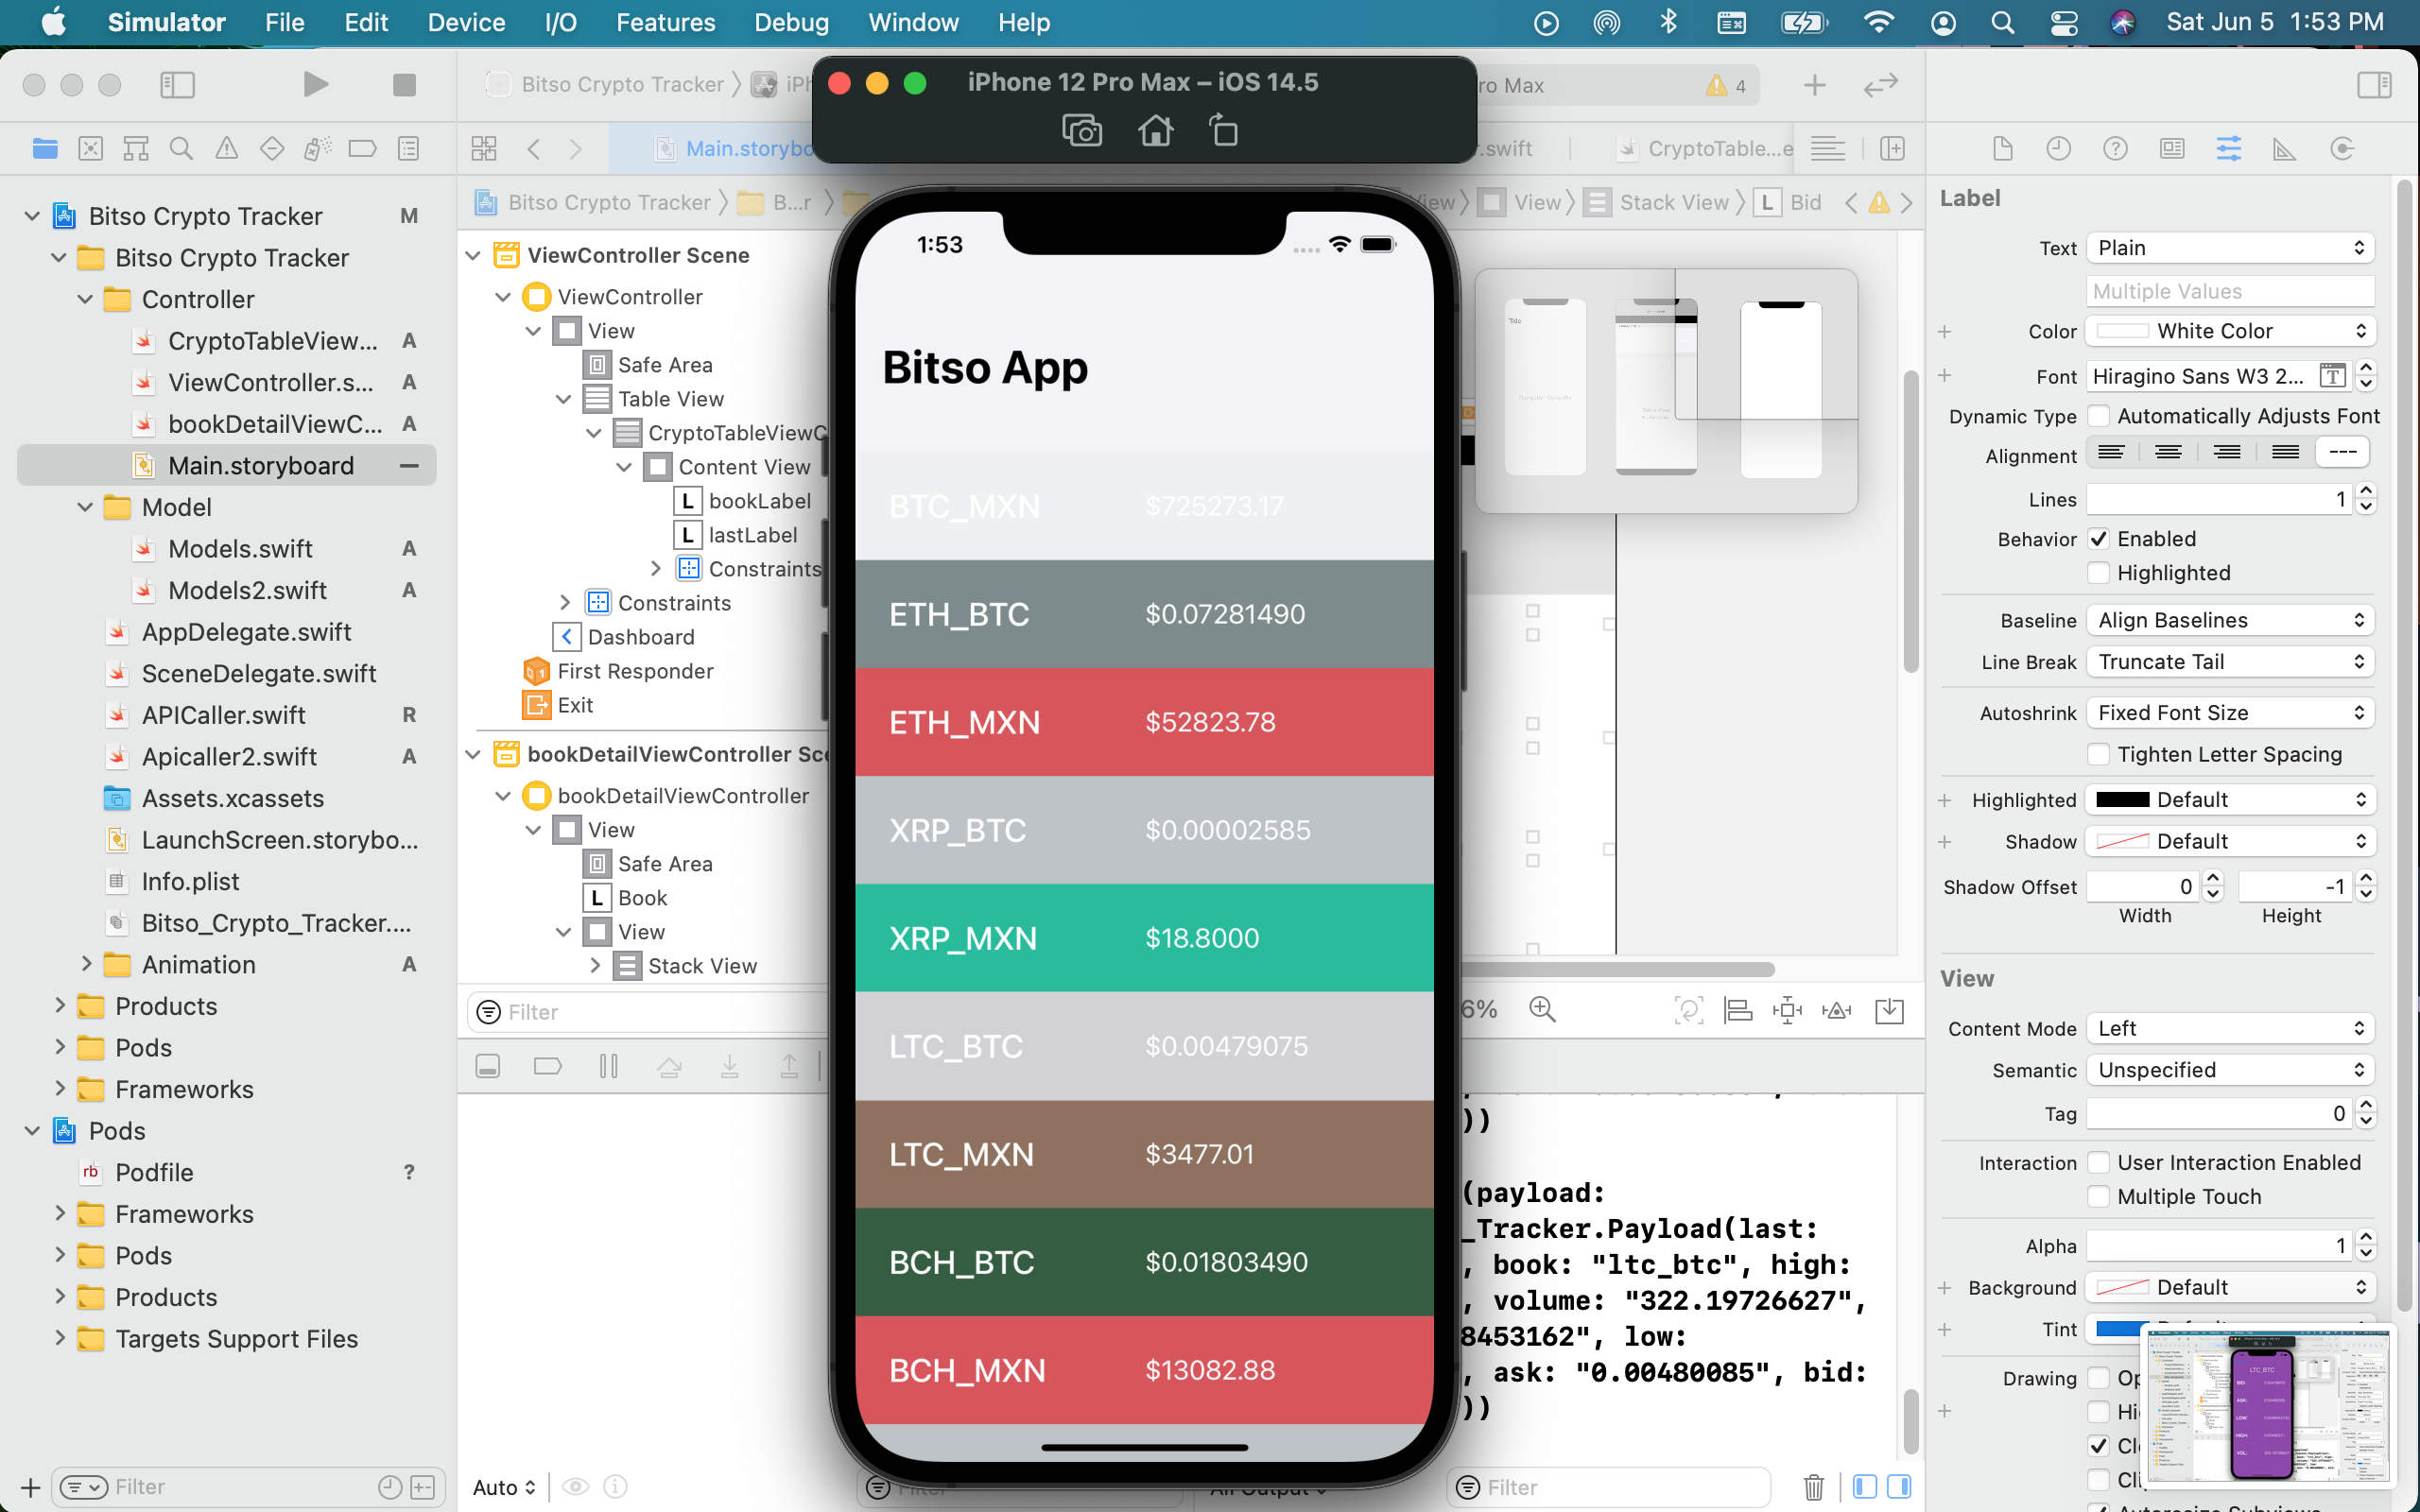 Simulator File Edit Device I/O Features Debug Window Help Sat Jun 5 1:53 PM
Bitso Crypto Tracker iPh
iPhone 12 Pro Max – iOS 14.5
ro Max 4
Main.storybo
.swift CryptoTable...e
Bitso Crypto Tracker B...r View Stack View L Bid
Bitso Crypto Tracker M
Bitso Crypto Tracker
Controller
CryptoTableView... A
ViewController.s... A
bookDetailViewC... A
Main.storyboard
Model
Models.swift A
Models2.swift A
AppDelegate.swift
SceneDelegate.swift
APICaller.swift R
Apicaller2.swift A
Assets.xcassets
LaunchScreen.storybo...
Info.plist
Bitso_Crypto_Tracker....
Animation A
Products
Pods
Frameworks
Pods
rb Podfile ?
Frameworks
Pods
Products
Targets Support Files
Filter
ViewController Scene
ViewController
View
Safe Area
Table View
CryptoTableViewC
Content View
L bookLabel
L lastLabel
Constraints
Constraints
Dashboard
First Responder
Exit
bookDetailViewController Sce
bookDetailViewController
View
Safe Area
L Book
View
Stack View
Filter
Auto
1:53
Bitso App
BTC_MXN $725273.17
ETH_BTC $0.07281490
ETH_MXN $52823.78
XRP_BTC $0.00002585
XRP_MXN $18.8000
LTC_BTC $0.00479075
LTC_MXN $3477.01
BCH_BTC $0.01803490
BCH_MXN $13082.88
6%
))
(payload:
_Tracker.Payload(last:
, book: "ltc_btc", high:
, volume: "322.19726627",
8453162", low:
, ask: "0.00480085", bid:
))
Filter
Label
Text Plain
Multiple Values
Color White Color
Font Hiragino Sans W3 2...
Dynamic Type Automatically Adjusts Font
Alignment
Lines 1
Behavior Enabled
Highlighted
Baseline Align Baselines
Line Break Truncate Tail
Autoshrink Fixed Font Size
Tighten Letter Spacing
Highlighted Default
Shadow Default
Shadow Offset 0 -1
Width Height
View
Content Mode Left
Semantic Unspecified
Tag 0
Interaction User Interaction Enabled
Multiple Touch
Alpha 1
Background Default
Tint
Drawing
LTC_BTC
BID:
ASK:
LOW:
HIGH:
VOL: